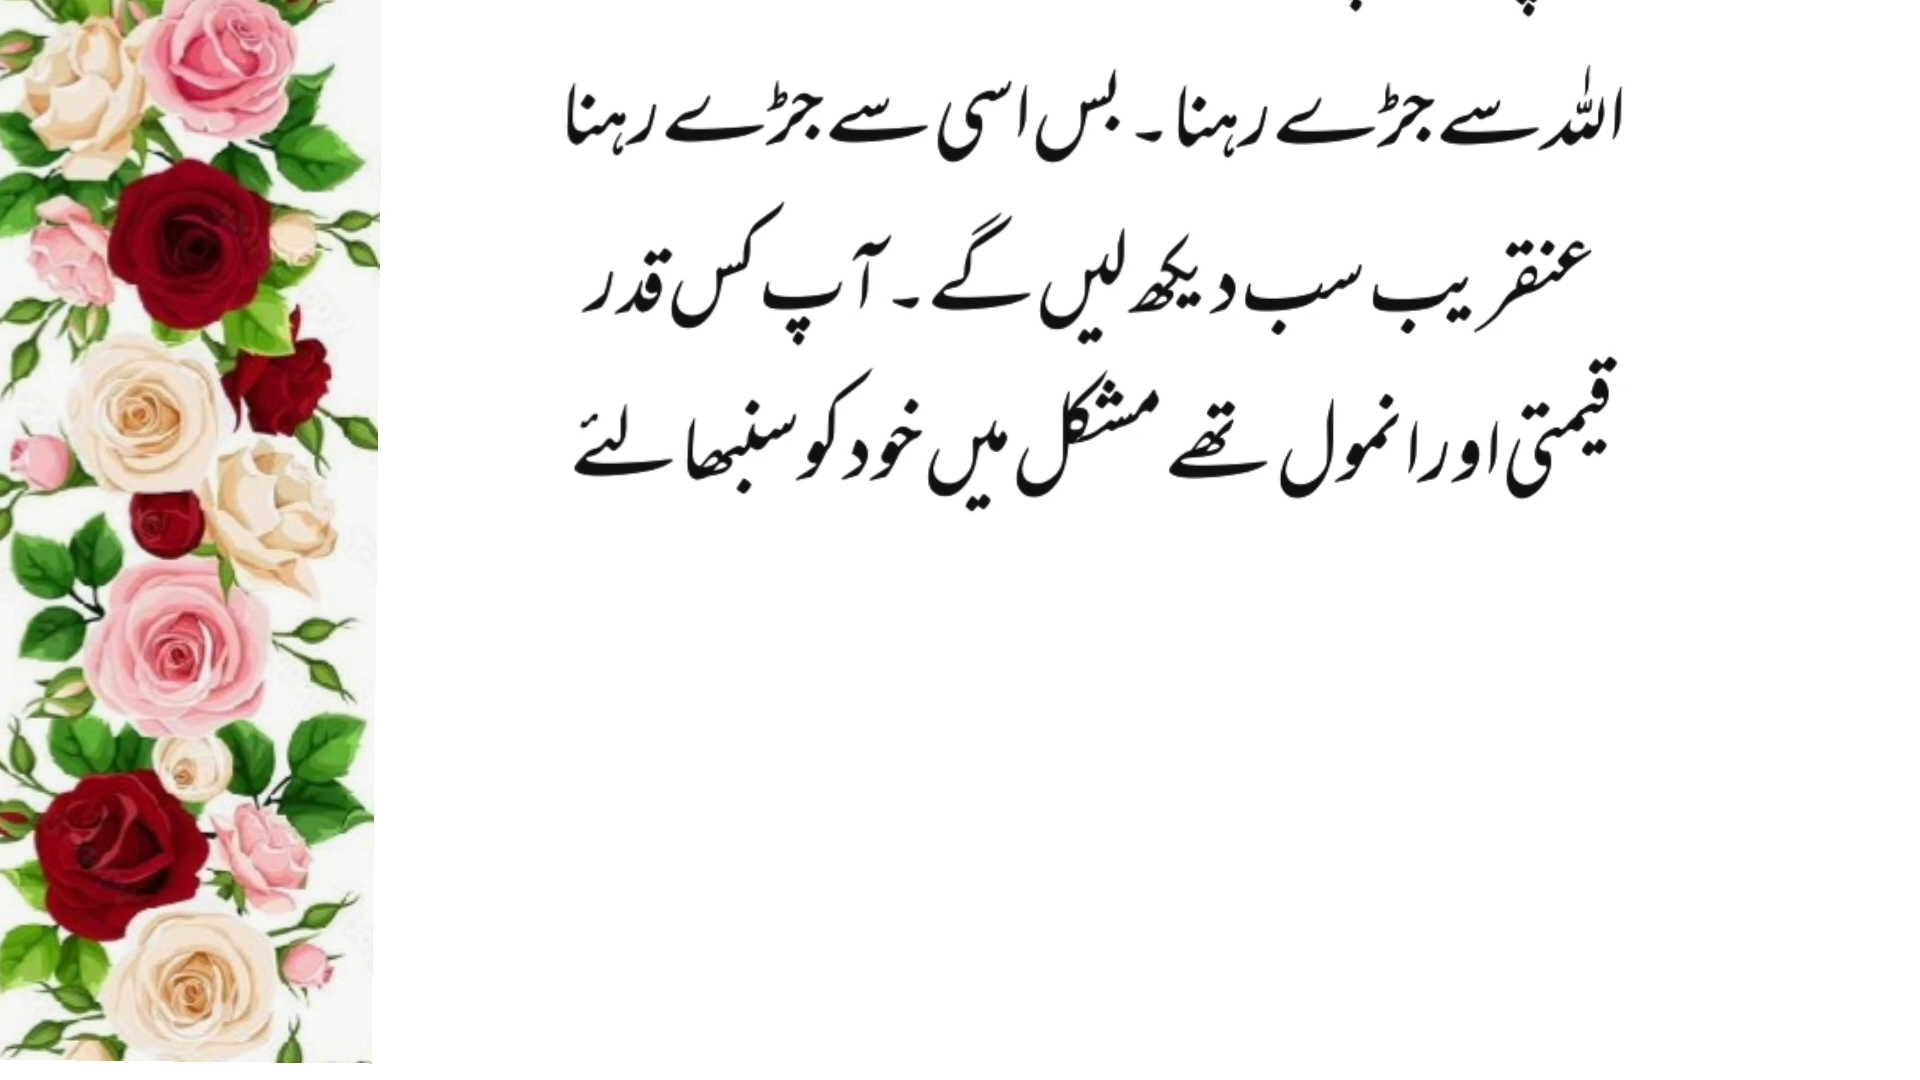 اللہ سے جڑے رہنا۔ بس اسی سے جڑے رہنا
عنقریب سب دیکھ لیں گے۔ آپ کس قدر
قیمتی اور انمول تھے مشکل میں خود کو سنبھالئے